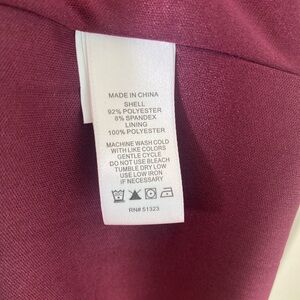 MADE IN CHINA
SHELL
92% POLYESTER
8% SPANDEX
LINING
100% POLYESTER
MACHINE WASH COLD
WITH LIKE COLORS
GENTLE CYCLE
DO NOT USE BLEACH
TUMBLE DRY LOW
USE LOW IRON
IF NECESSARY
RN# 51323